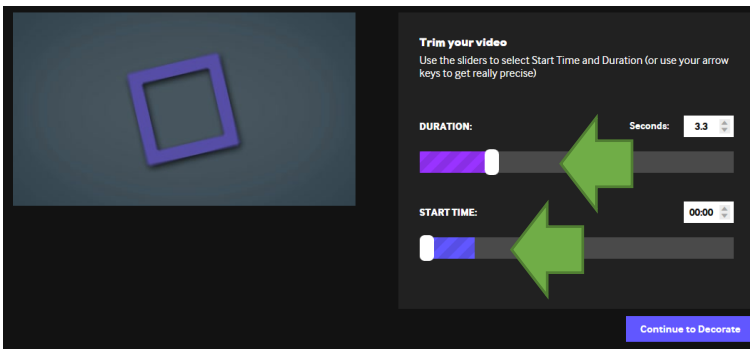 Trim your video
Use the sliders to select Start Time and Duration (or use your arrow
keys to get really precise)
DURATION: Seconds: 3.3
START TIME: 00:00
Continue to Decorate